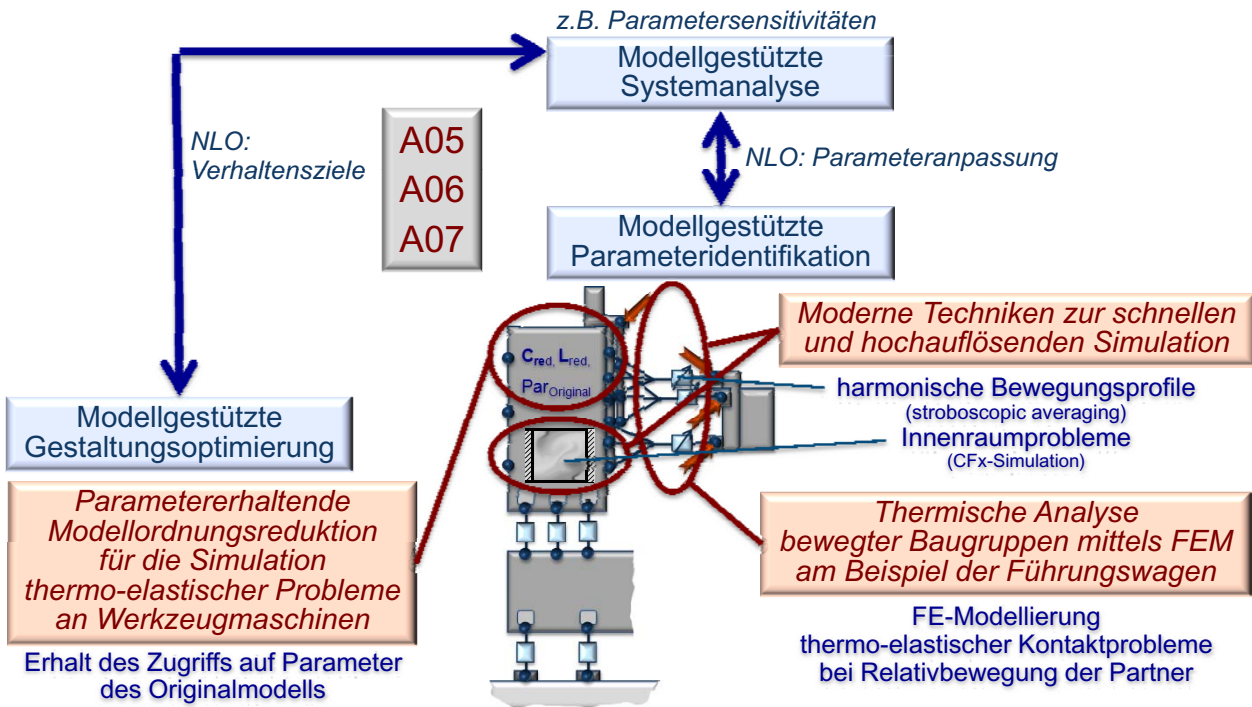 z.B. Parametersensitivitäten
Modellgestützte
Systemanalyse
NLO:
Verhaltensziele
A05
A06
A07
NLO: Parameteranpassung
Modellgestützte
Parameteridentifikation
C_red, L_red,
Par_Original
Moderne Techniken zur schnellen
und hochauflösenden Simulation
harmonische Bewegungsprofile
(stroboscopic averaging)
Innenraumprobleme
(CFx-Simulation)
Modellgestützte
Gestaltungsoptimierung
Parametererhaltende
Modellordnungsreduktion
für die Simulation
thermo-elastischer Probleme
an Werkzeugmaschinen
Erhalt des Zugriffs auf Parameter
des Originalmodells
Thermische Analyse
bewegter Baugruppen mittels FEM
am Beispiel der Führungswagen
FE-Modellierung
thermo-elastischer Kontaktprobleme
bei Relativbewegung der Partner